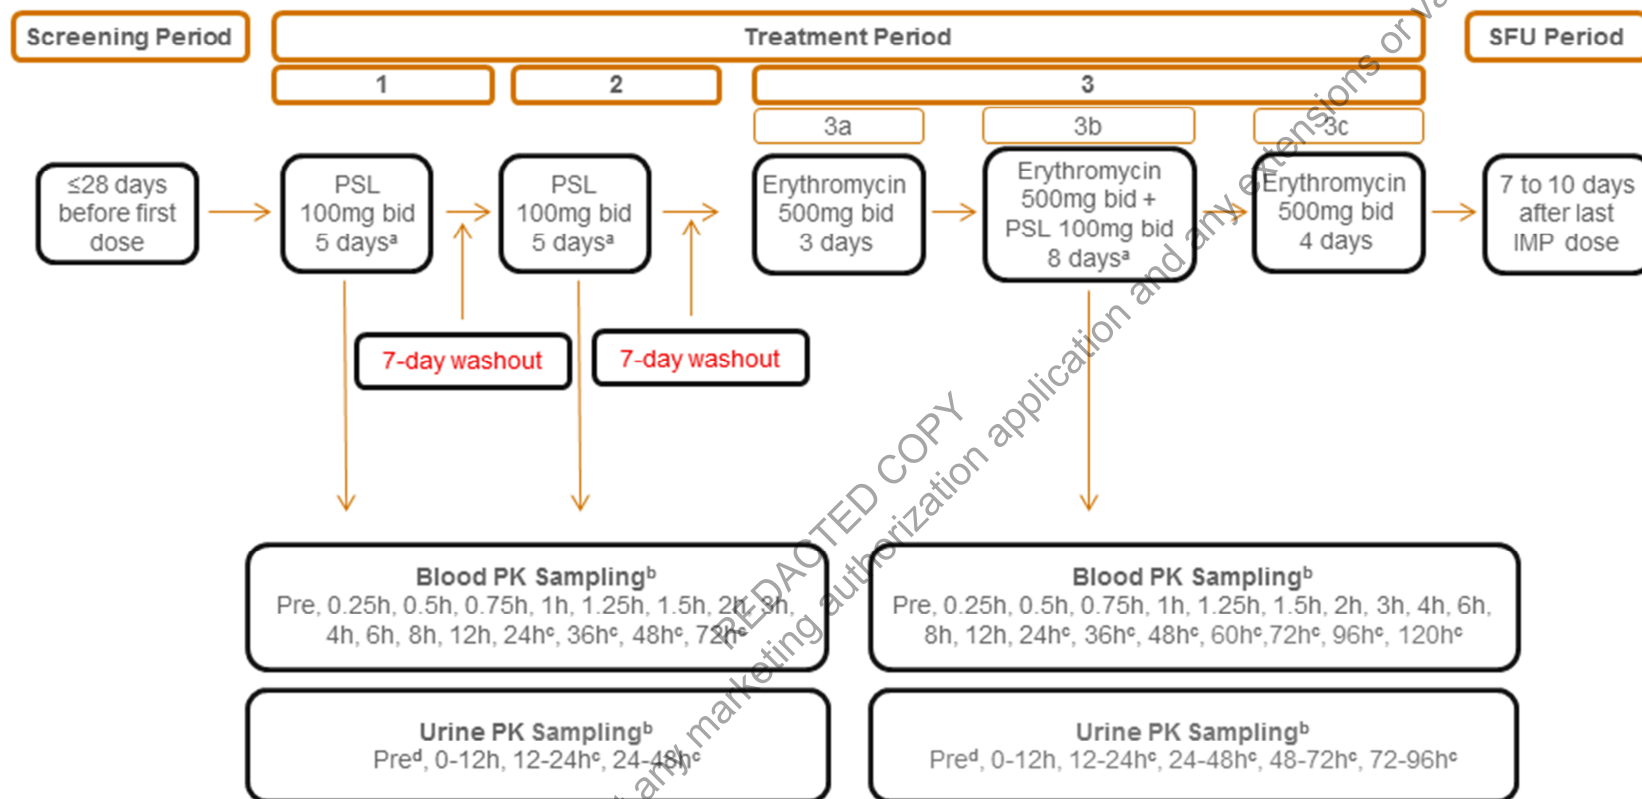 Screening Period
Treatment Period
SFU Period
1
2
3
3a
3b
3c
≤28 days
before first
dose
PSL
100mg bid
5 daysᵃ
PSL
100mg bid
5 daysᵃ
Erythromycin
500mg bid
3 days
Erythromycin
500mg bid +
PSL 100mg bid
8 daysᵃ
Erythromycin
500mg bid
4 days
7 to 10 days
after last
IMP dose
7-day washout
7-day washout
Blood PK Samplingᵇ
Pre, 0.25h, 0.5h, 0.75h, 1h, 1.25h, 1.5h, 2h, 3h,
4h, 6h, 8h, 12h, 24hᶜ, 36hᶜ, 48hᶜ, 72hᶜ
Blood PK Samplingᵇ
Pre, 0.25h, 0.5h, 0.75h, 1h, 1.25h, 1.5h, 2h, 3h, 4h, 6h,
8h, 12h, 24hᶜ, 36hᶜ, 48hᶜ, 60hᶜ,72hᶜ, 96hᶜ, 120hᶜ
Urine PK Samplingᵇ
Preᵈ, 0-12h, 12-24hᶜ, 24-48hᶜ
Urine PK Samplingᵇ
Preᵈ, 0-12h, 12-24hᶜ, 24-48hᶜ, 48-72hᶜ, 72-96hᶜ
REDACTED COPY
any marketing authorization application and any extensions or